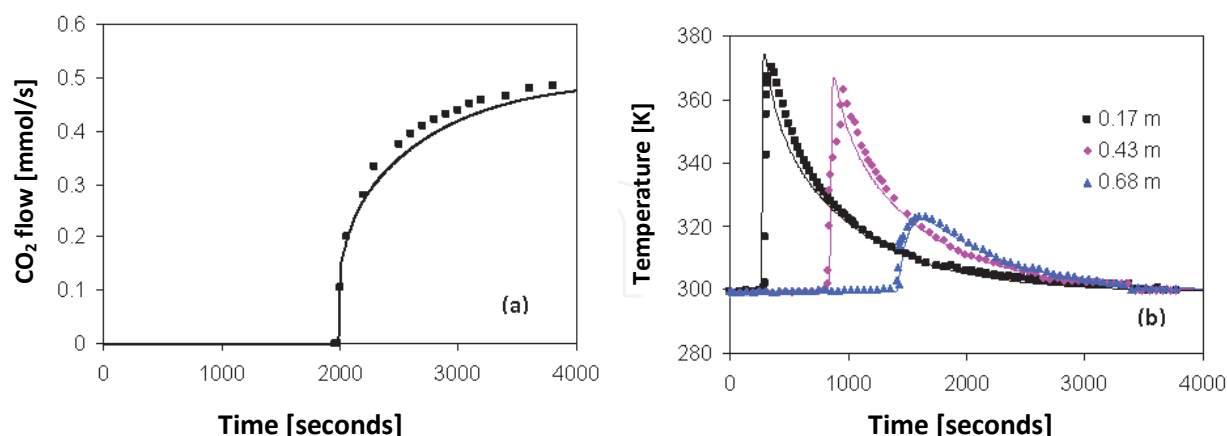 CO₂ flow [mmol/s]
0.6
0.5
0.4
0.3
0.2
0.1
0
0 1000 2000 3000 4000
Time [seconds]
(a)
Temperature [K]
380
360
340
320
300
280
0 1000 2000 3000 4000
Time [seconds]
0.17 m
0.43 m
0.68 m
(b)